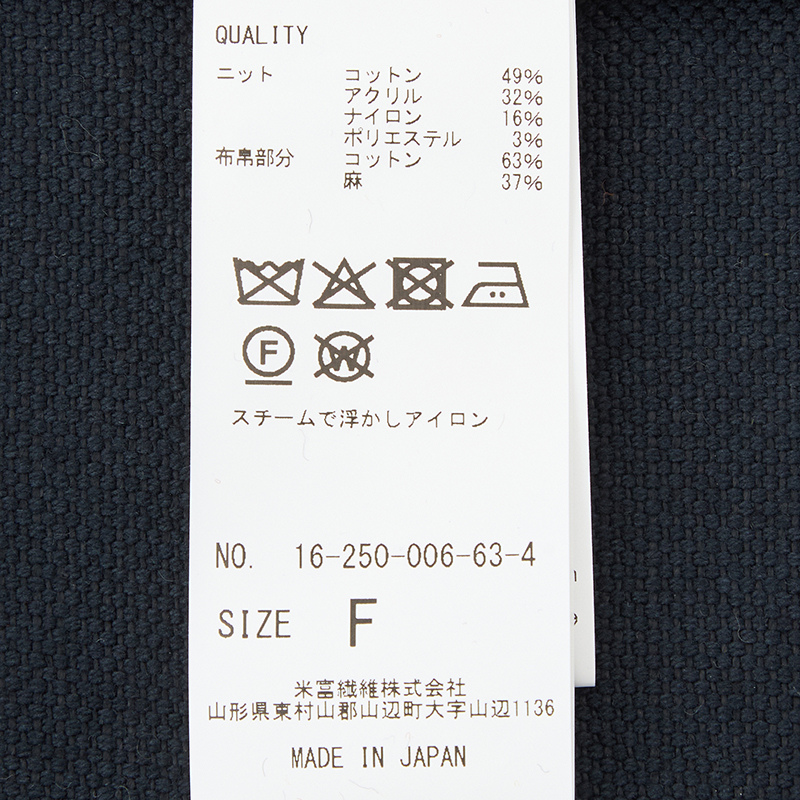 QUALITY
ニット コットン 49%
アクリル 32%
ナイロン 16%
ポリエステル 3%
布帛部分 コットン 63%
麻 37%
F W
スチームで浮かしアイロン
NO. 16-250-006-63-4
SIZE F
米富繊維株式会社
山形県東村山郡山辺町大字山辺1136
MADE IN JAPAN